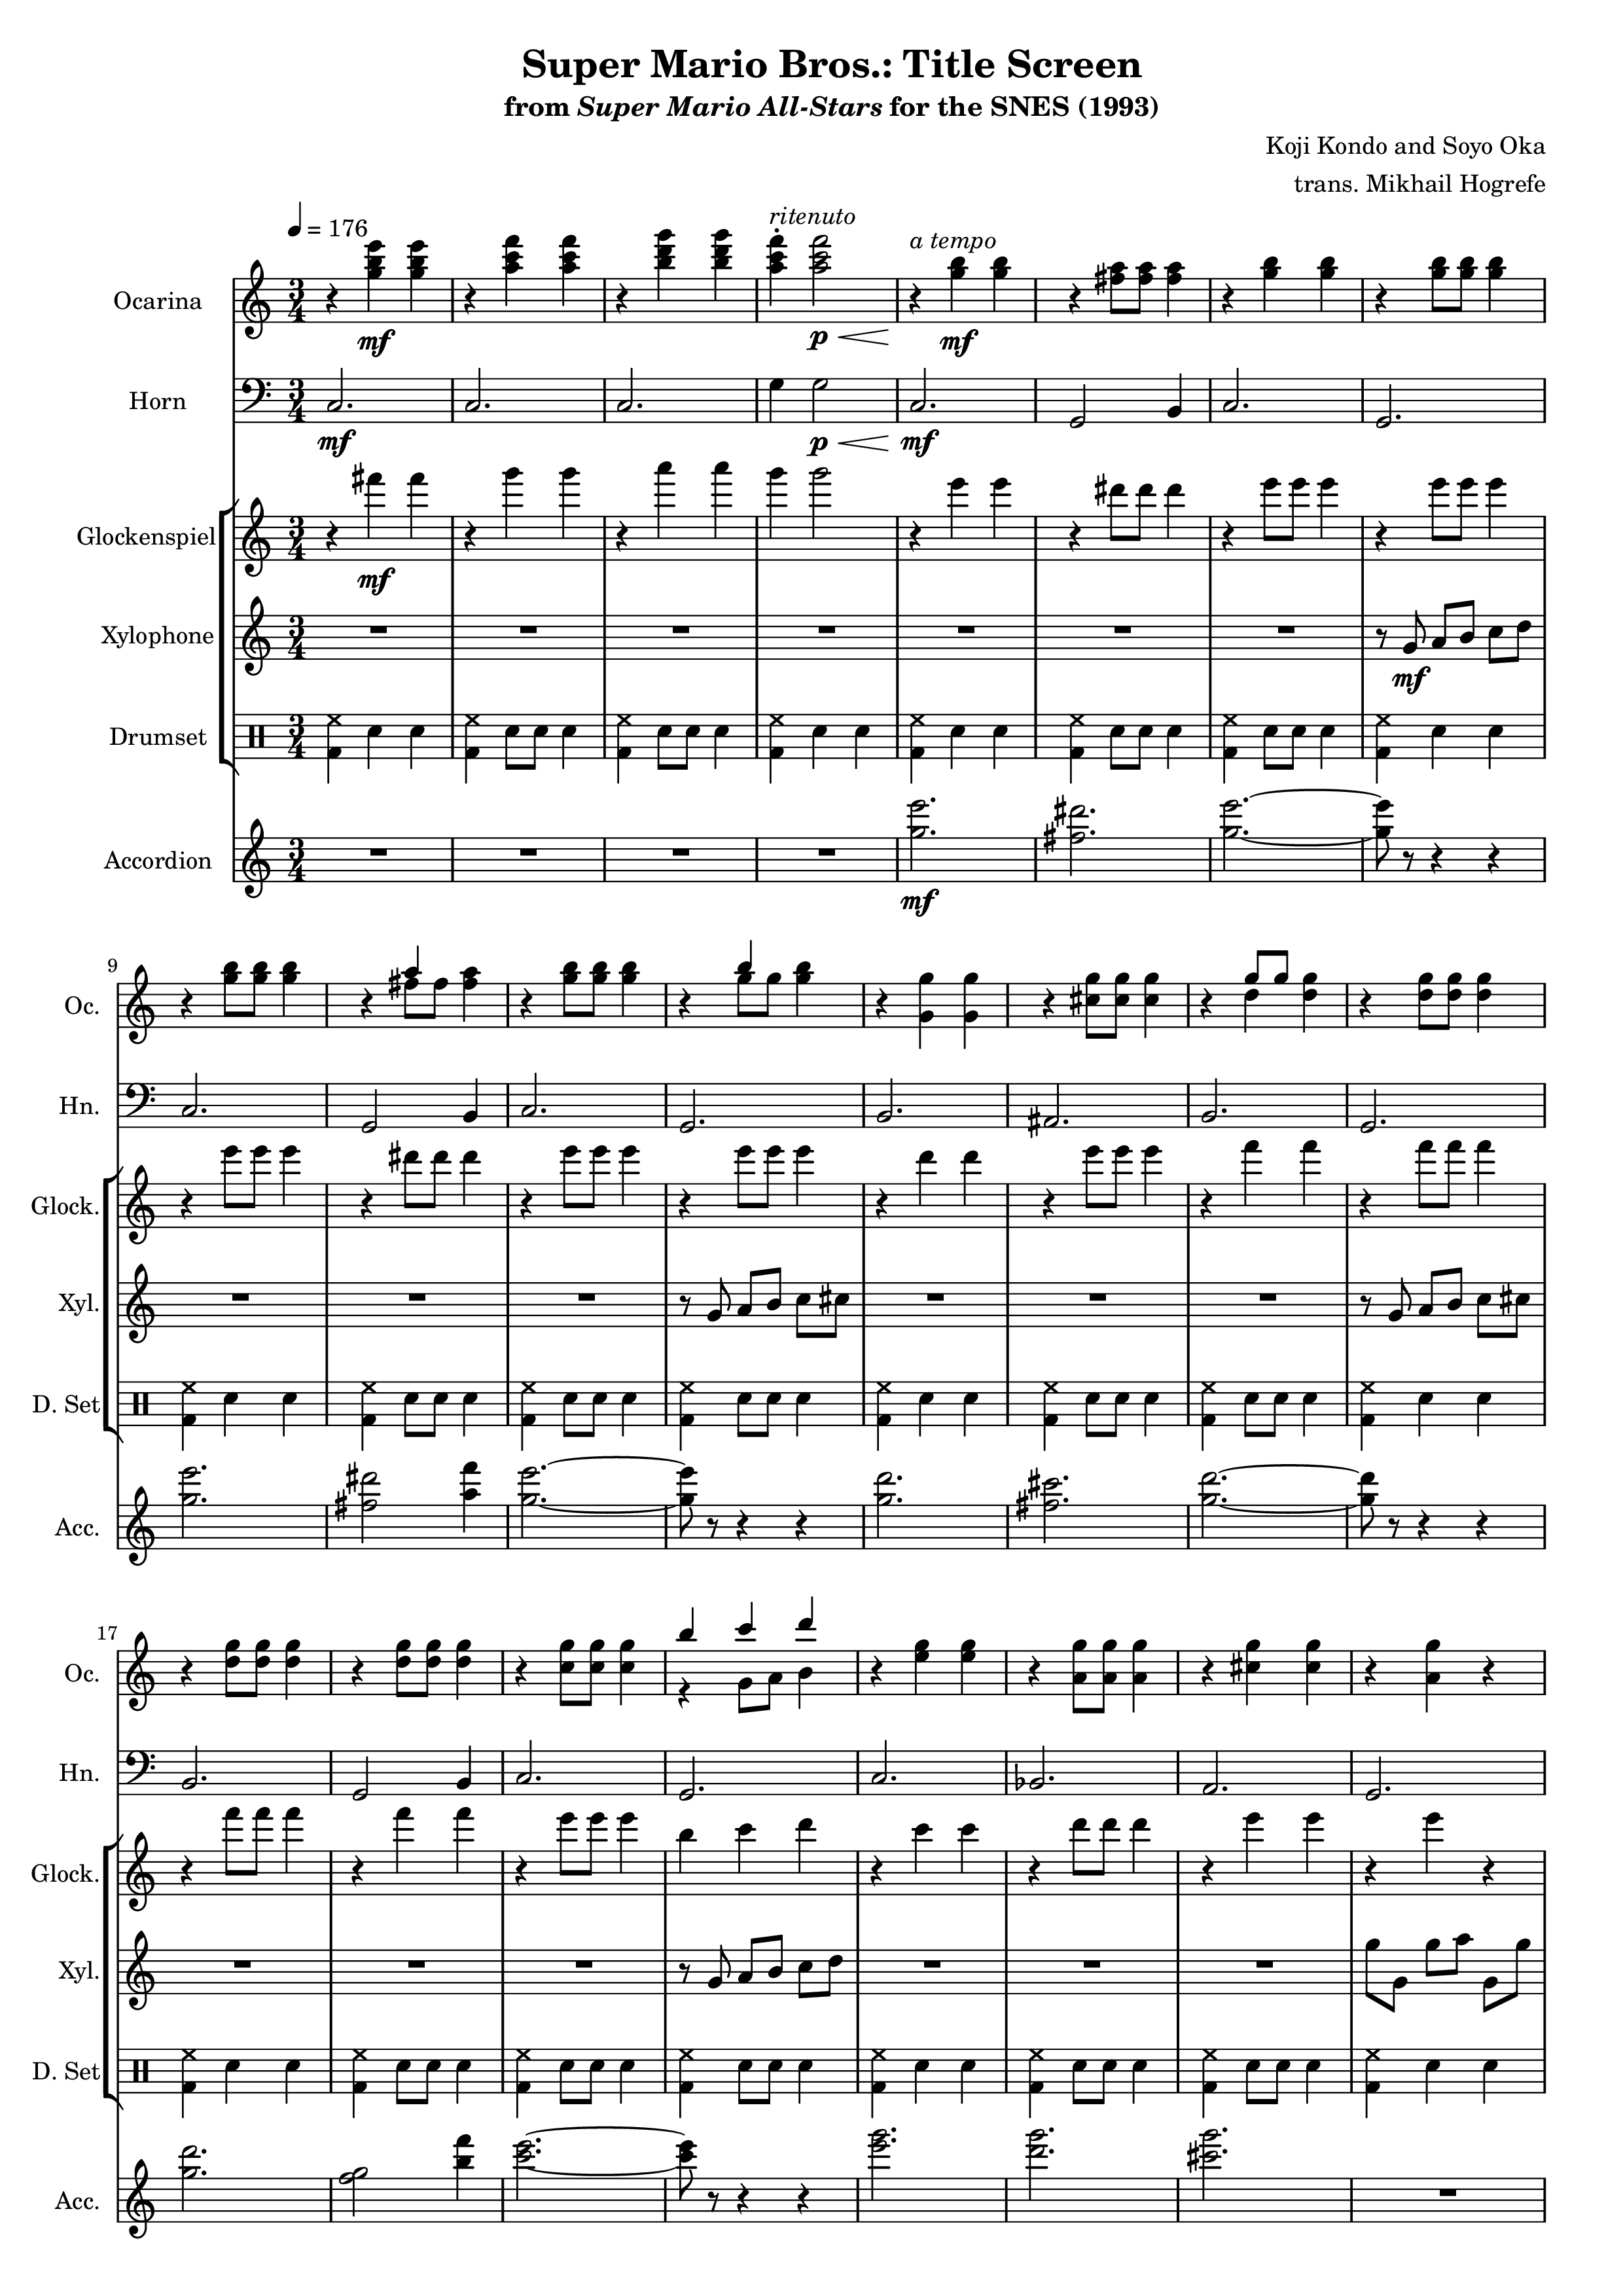 Super Mario Bros.: Title Screen
from Super Mario All-Stars for the SNES (1993)
Koji Kondo and Soyo Oka
trans. Mikhail Hogrefe
= 176
ritenuto
a tempo
Ocarina
mf
p
mf
Horn
mf
p
mf
Glockenspiel
mf
Xylophone
mf
Drumset
Accordion
mf
9
Oc.
Hn.
Glock.
Xyl.
D. Set
Acc.
17
Oc.
Hn.
Glock.
Xyl.
D. Set
Acc.